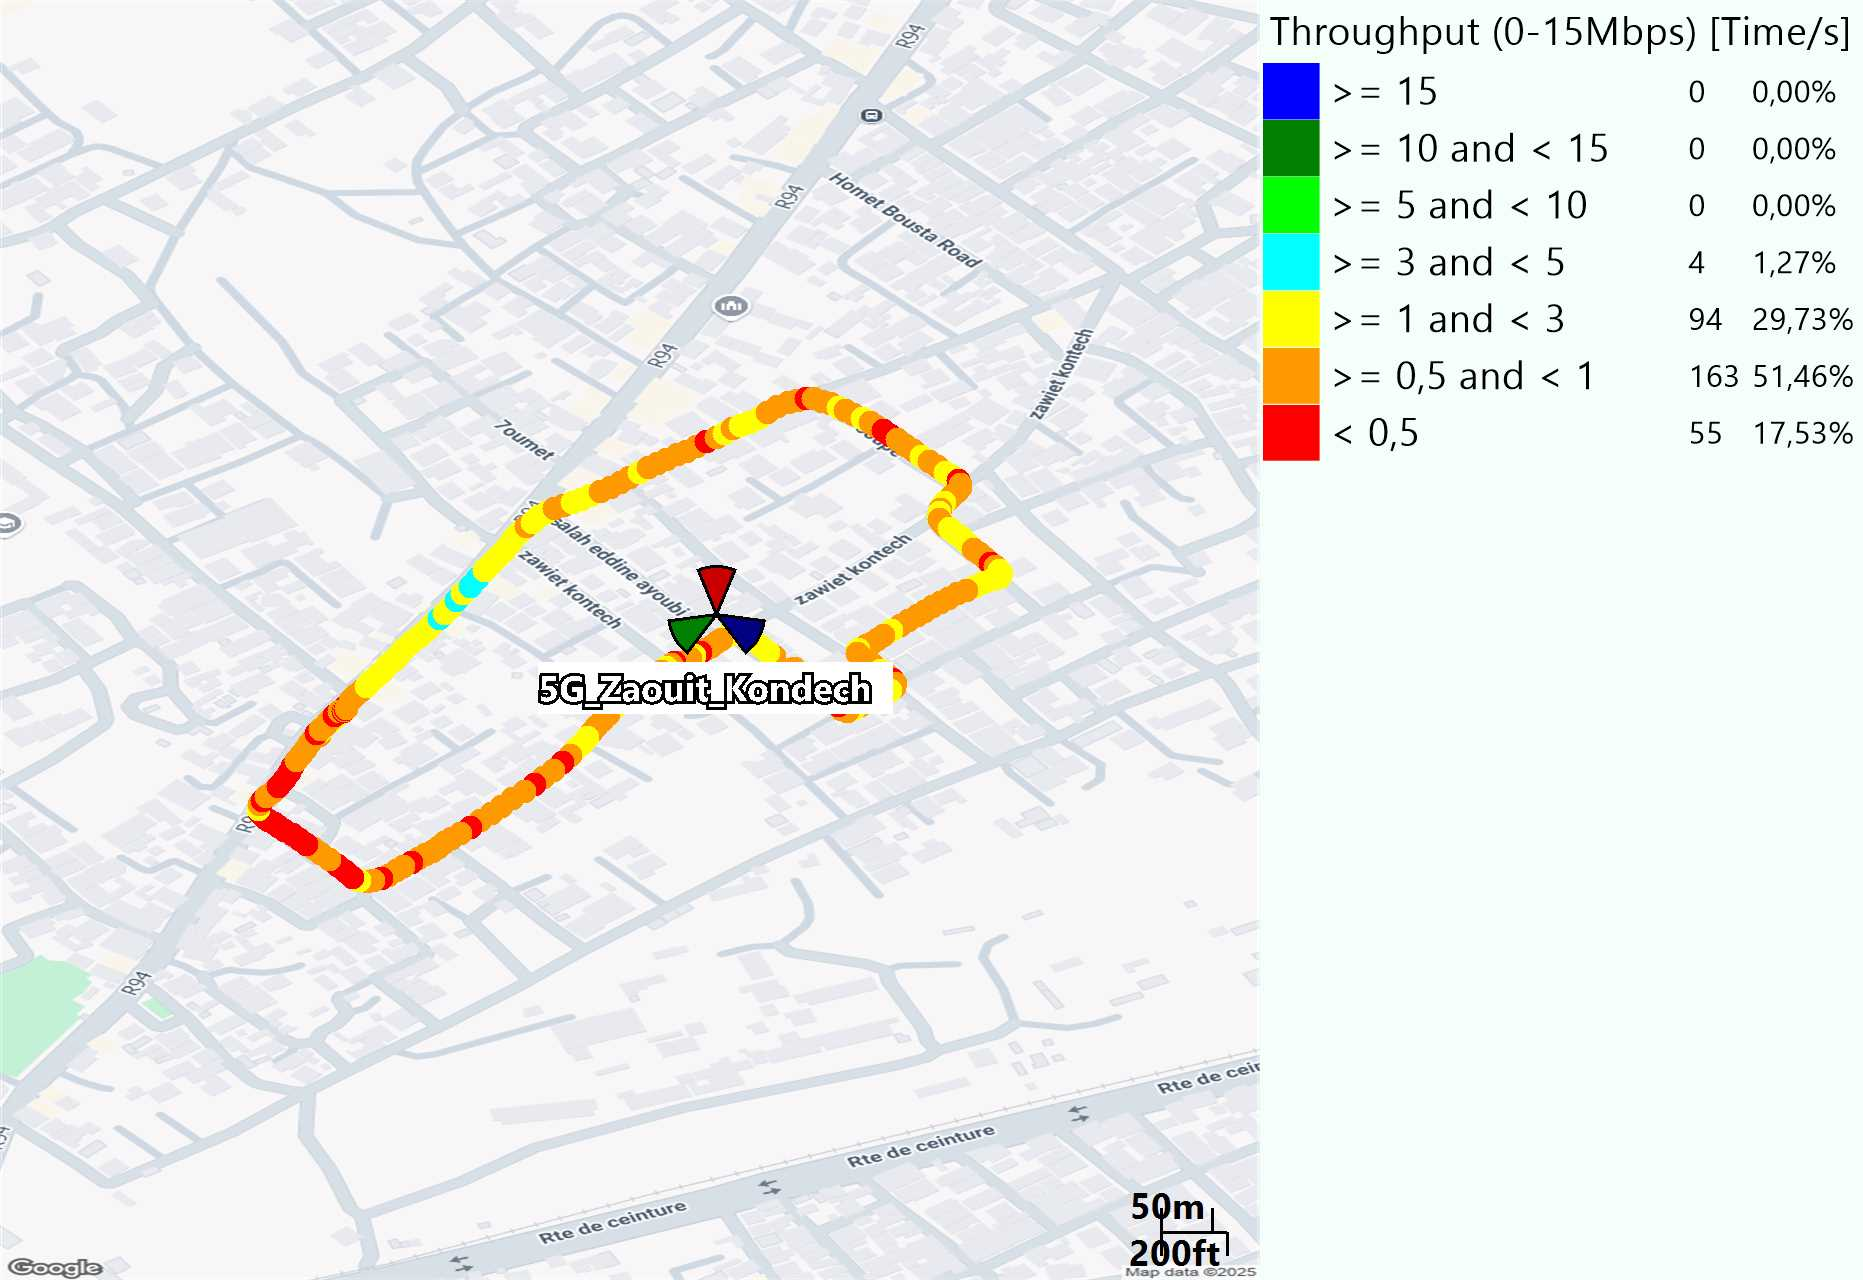 Throughput (0-15Mbps) [Time/s]
>= 15 0 0,00%
>= 10 and < 15 0 0,00%
>= 5 and < 10 0 0,00%
>= 3 and < 5 4 1,27%
>= 1 and < 3 94 29,73%
>= 0,5 and < 1 163 51,46%
< 0,5 55 17,53%
R94
Homet Bousta Road
R94
R94
zawiet kontech
7oumet
salah eddine ayoubi
zawiet kontech
zawiet kontech
5G_Zaouit_Kondech
R94
Rte de ceinture
Rte de ceinture
Rte de cein
50m
200ft
Google
Map data ©2025